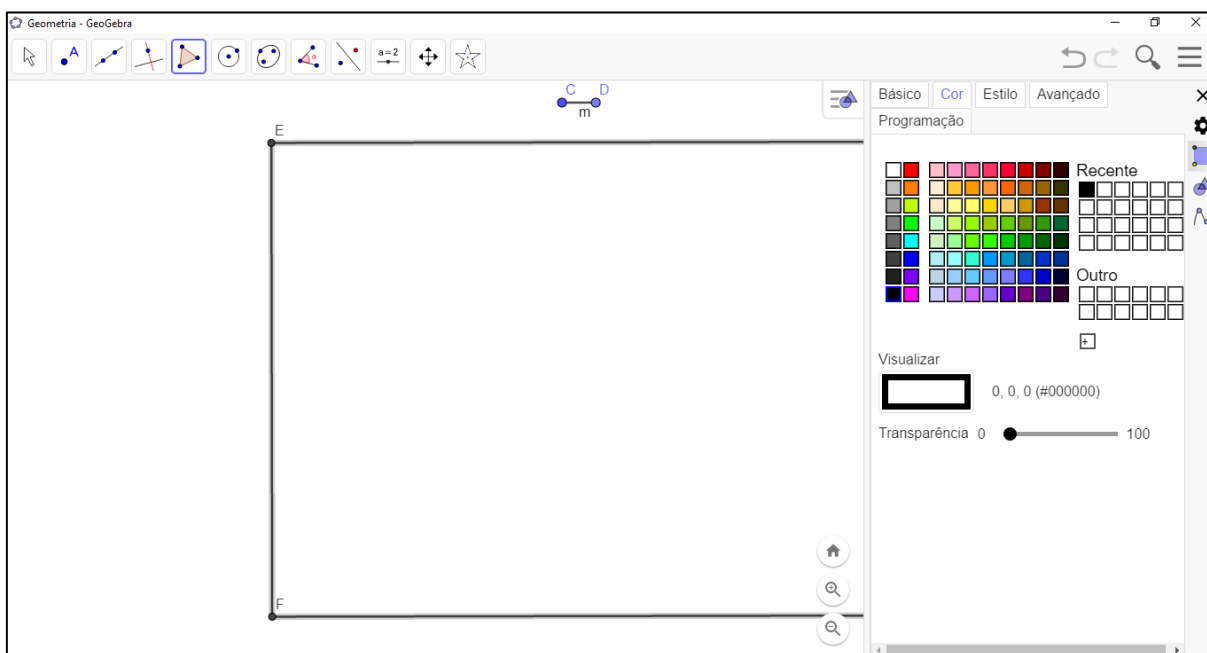 Geometria - GeoGebra
A
α
a=2
C D
m
E
F
Básico Cor Estilo Avançado
Programação
Recente
Outro
Visualizar
0, 0, 0 (#000000)
Transparência 0 100